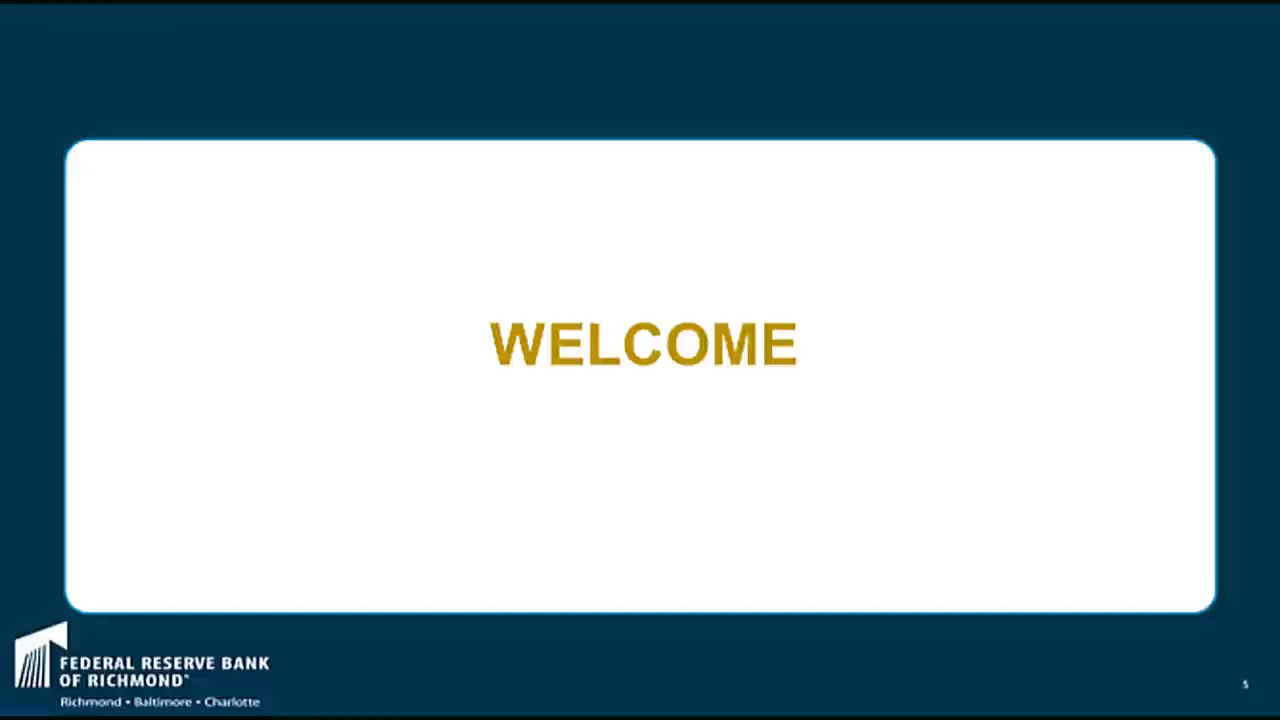 WELCOME
FEDERAL RESERVE BANK
OF RICHMOND
Richmond • Baltimore • Charlotte
5